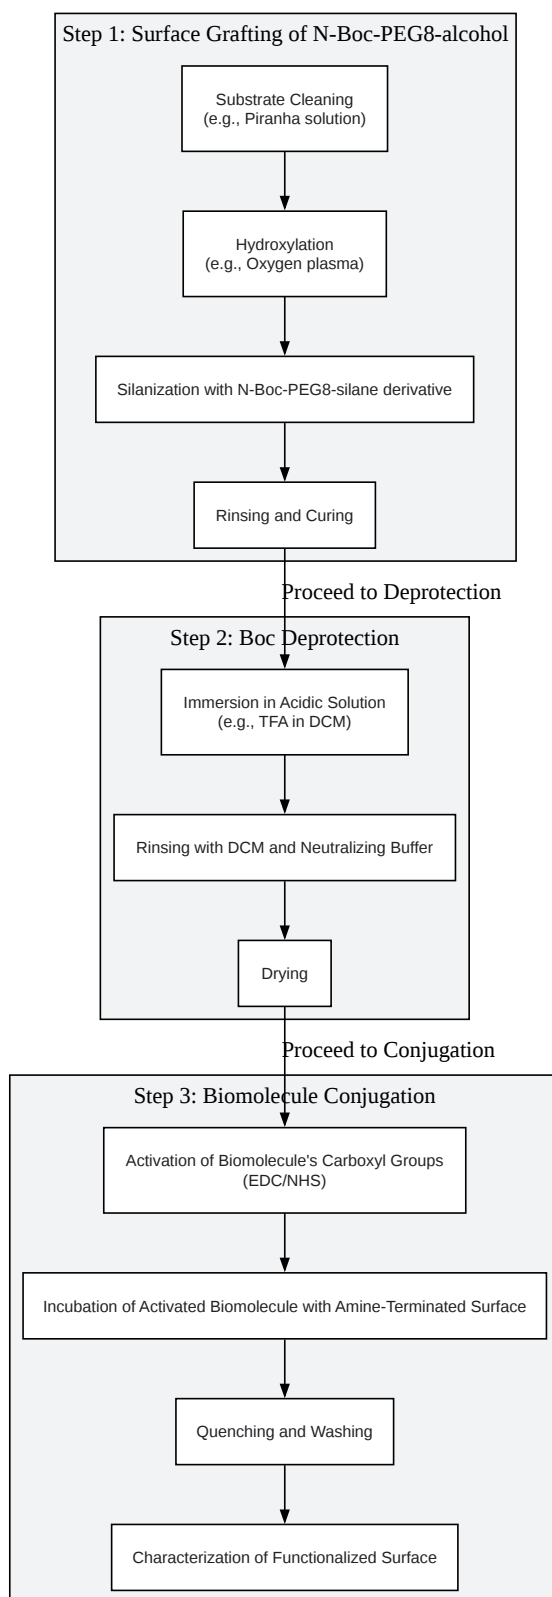 Step 1: Surface Grafting of N-Boc-PEG8-alcohol
Substrate Cleaning
(e.g., Piranha solution)
Hydroxylation
(e.g., Oxygen plasma)
Silanization with N-Boc-PEG8-silane derivative
Rinsing and Curing
Proceed to Deprotection
Step 2: Boc Deprotection
Immersion in Acidic Solution
(e.g., TFA in DCM)
Rinsing with DCM and Neutralizing Buffer
Drying
Proceed to Conjugation
Step 3: Biomolecule Conjugation
Activation of Biomolecule's Carboxyl Groups
(EDC/NHS)
Incubation of Activated Biomolecule with Amine-Terminated Surface
Quenching and Washing
Characterization of Functionalized Surface